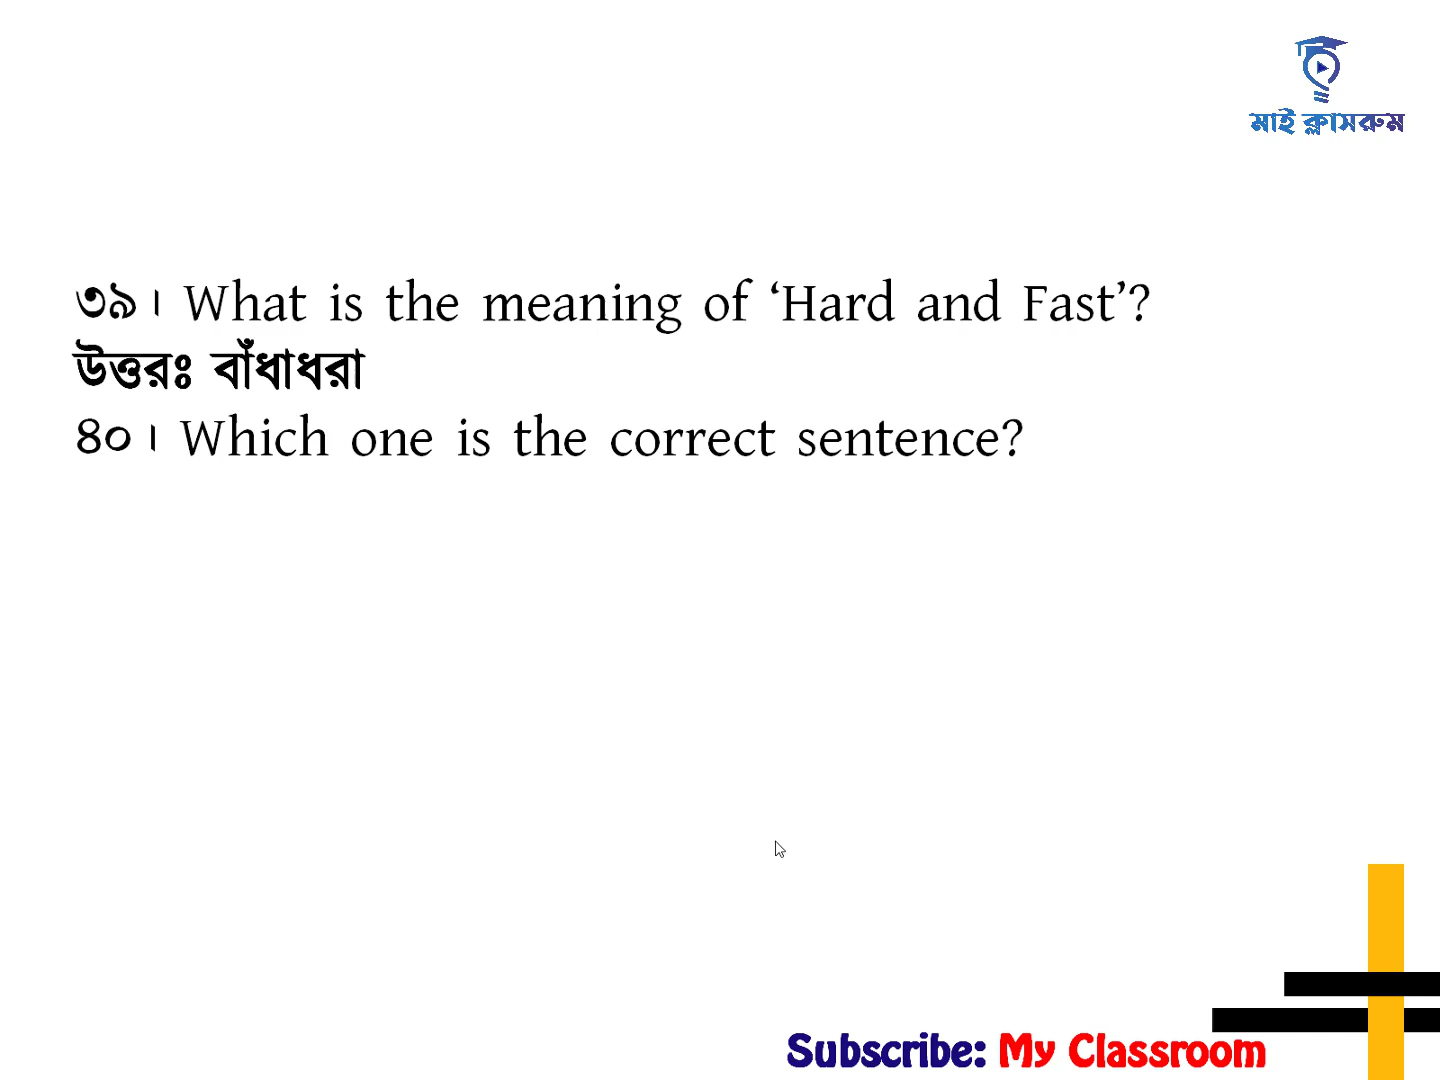 মাই ক্লাসরুম
৩৯। What is the meaning of ‘Hard and Fast’?
উত্তরঃ বাঁধাধরা
৪০। Which one is the correct sentence?
Subscribe: My Classroom